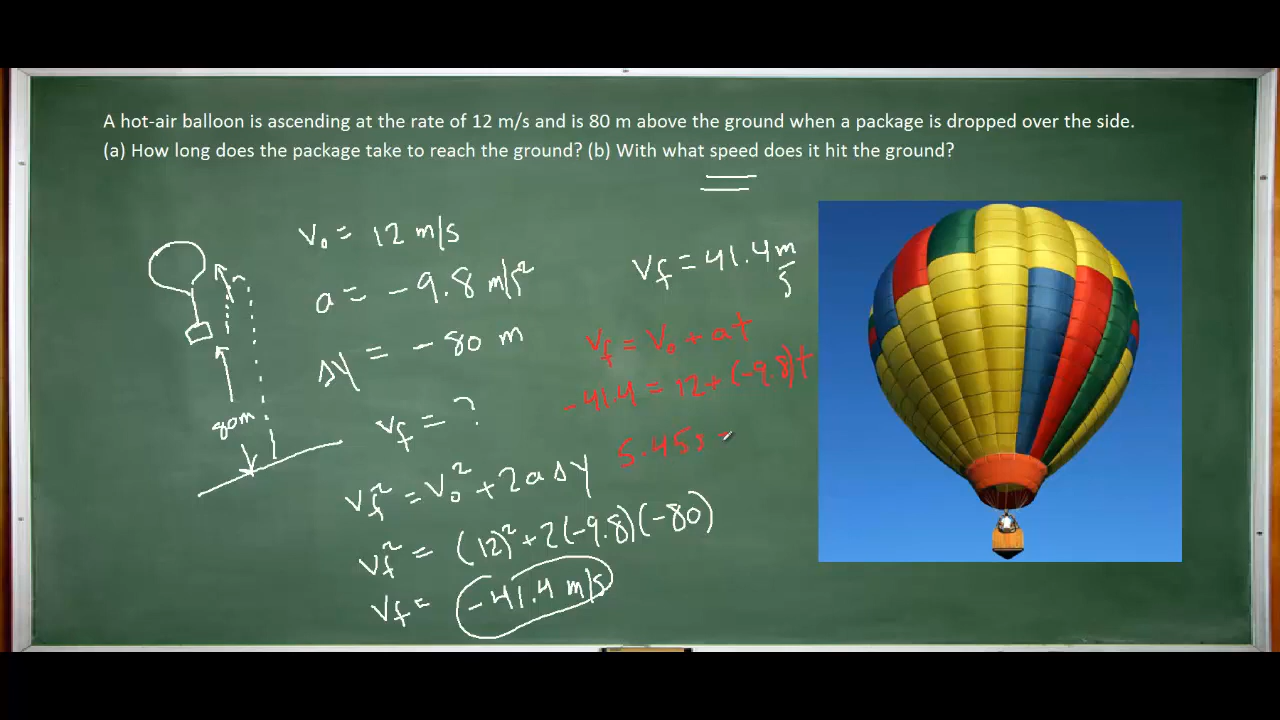 A hot-air balloon is ascending at the rate of 12 m/s and is 80 m above the ground when a package is dropped over the side.
(a) How long does the package take to reach the ground? (b) With what speed does it hit the ground?
V₀ = 12 m/s
a = -9.8 m/s²
Δy = -80 m
80m
Vf = ?
Vf² = V₀² + 2aΔy
Vf² = (12)² + 2(-9.8)(-80)
Vf = -41.4 m/s
Vf = 41.4 m/s
Vf = V₀ + at
-41.4 = 12 + (-9.8)t
5.45s =